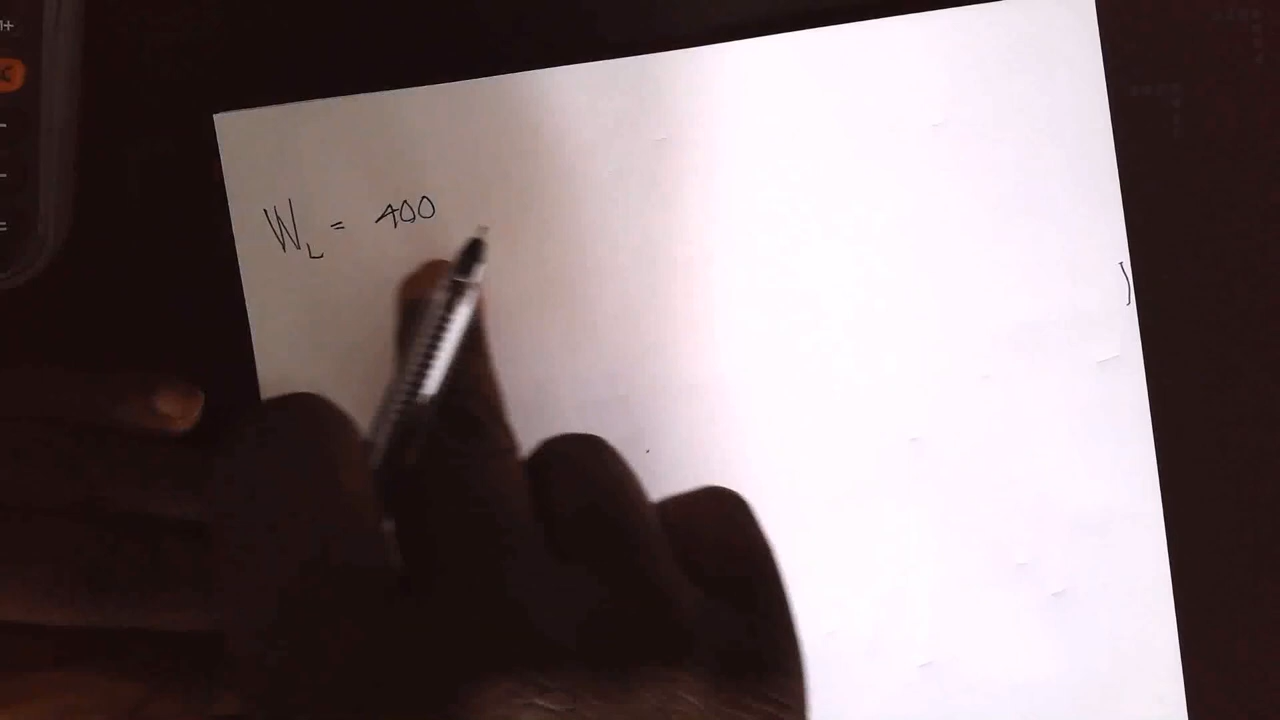 W_L = 400
)
M+
=